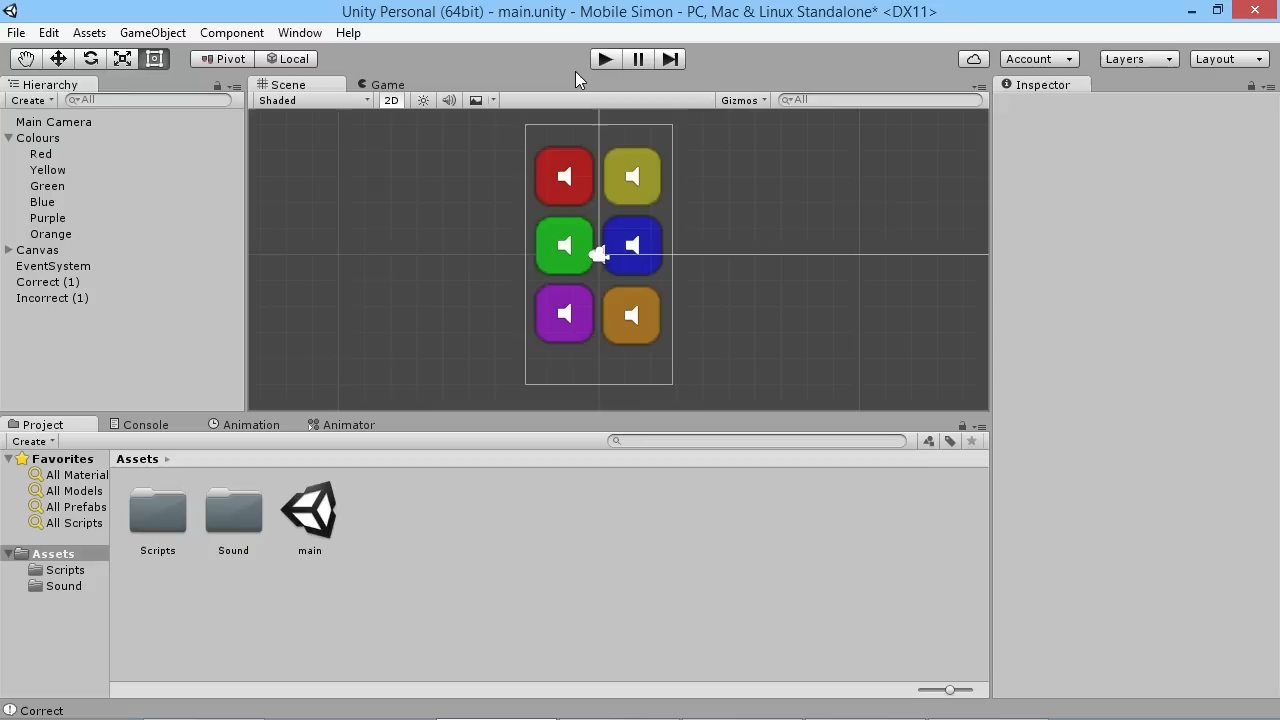 Unity Personal (64bit) - main.unity - Mobile Simon - PC, Mac & Linux Standalone* <DX11>
File Edit Assets GameObject Component Window Help
Pivot Local Account Layers Layout
Hierarchy Scene Game Inspector
Create All Shaded 2D Gizmos All
Main Camera
Colours
Red
Yellow
Green
Blue
Purple
Orange
Canvas
EventSystem
Correct (1)
Incorrect (1)
Project Console Animation Animator
Create
Favorites
All Material
All Models
All Prefabs
All Scripts
Assets
Scripts
Sound
Assets
Scripts Sound main
Correct